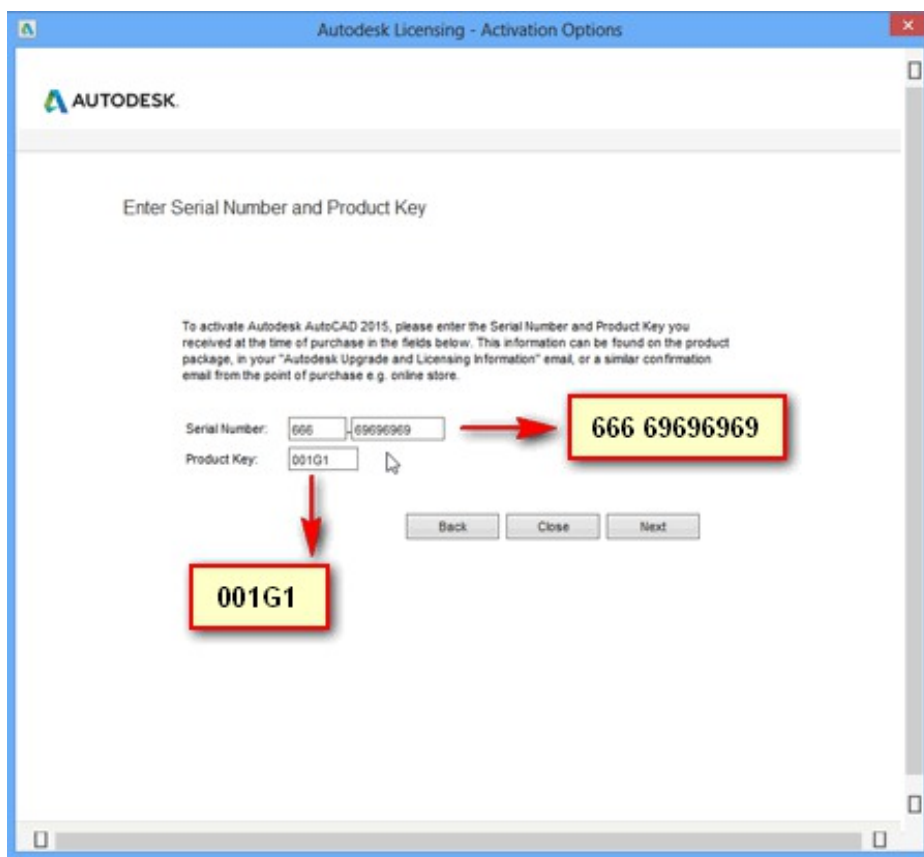 Autodesk Licensing - Activation Options
AUTODESK.
Enter Serial Number and Product Key
To activate Autodesk AutoCAD 2015, please enter the Serial Number and Product Key you
received at the time of purchase in the fields below. This information can be found on the product
package, in your "Autodesk Upgrade and Licensing Information" email, or a similar confirmation
email from the point of purchase e.g. online store.
Serial Number: 666 - 69696969
666 69696969
Product Key: 001G1
Back Close Next
001G1